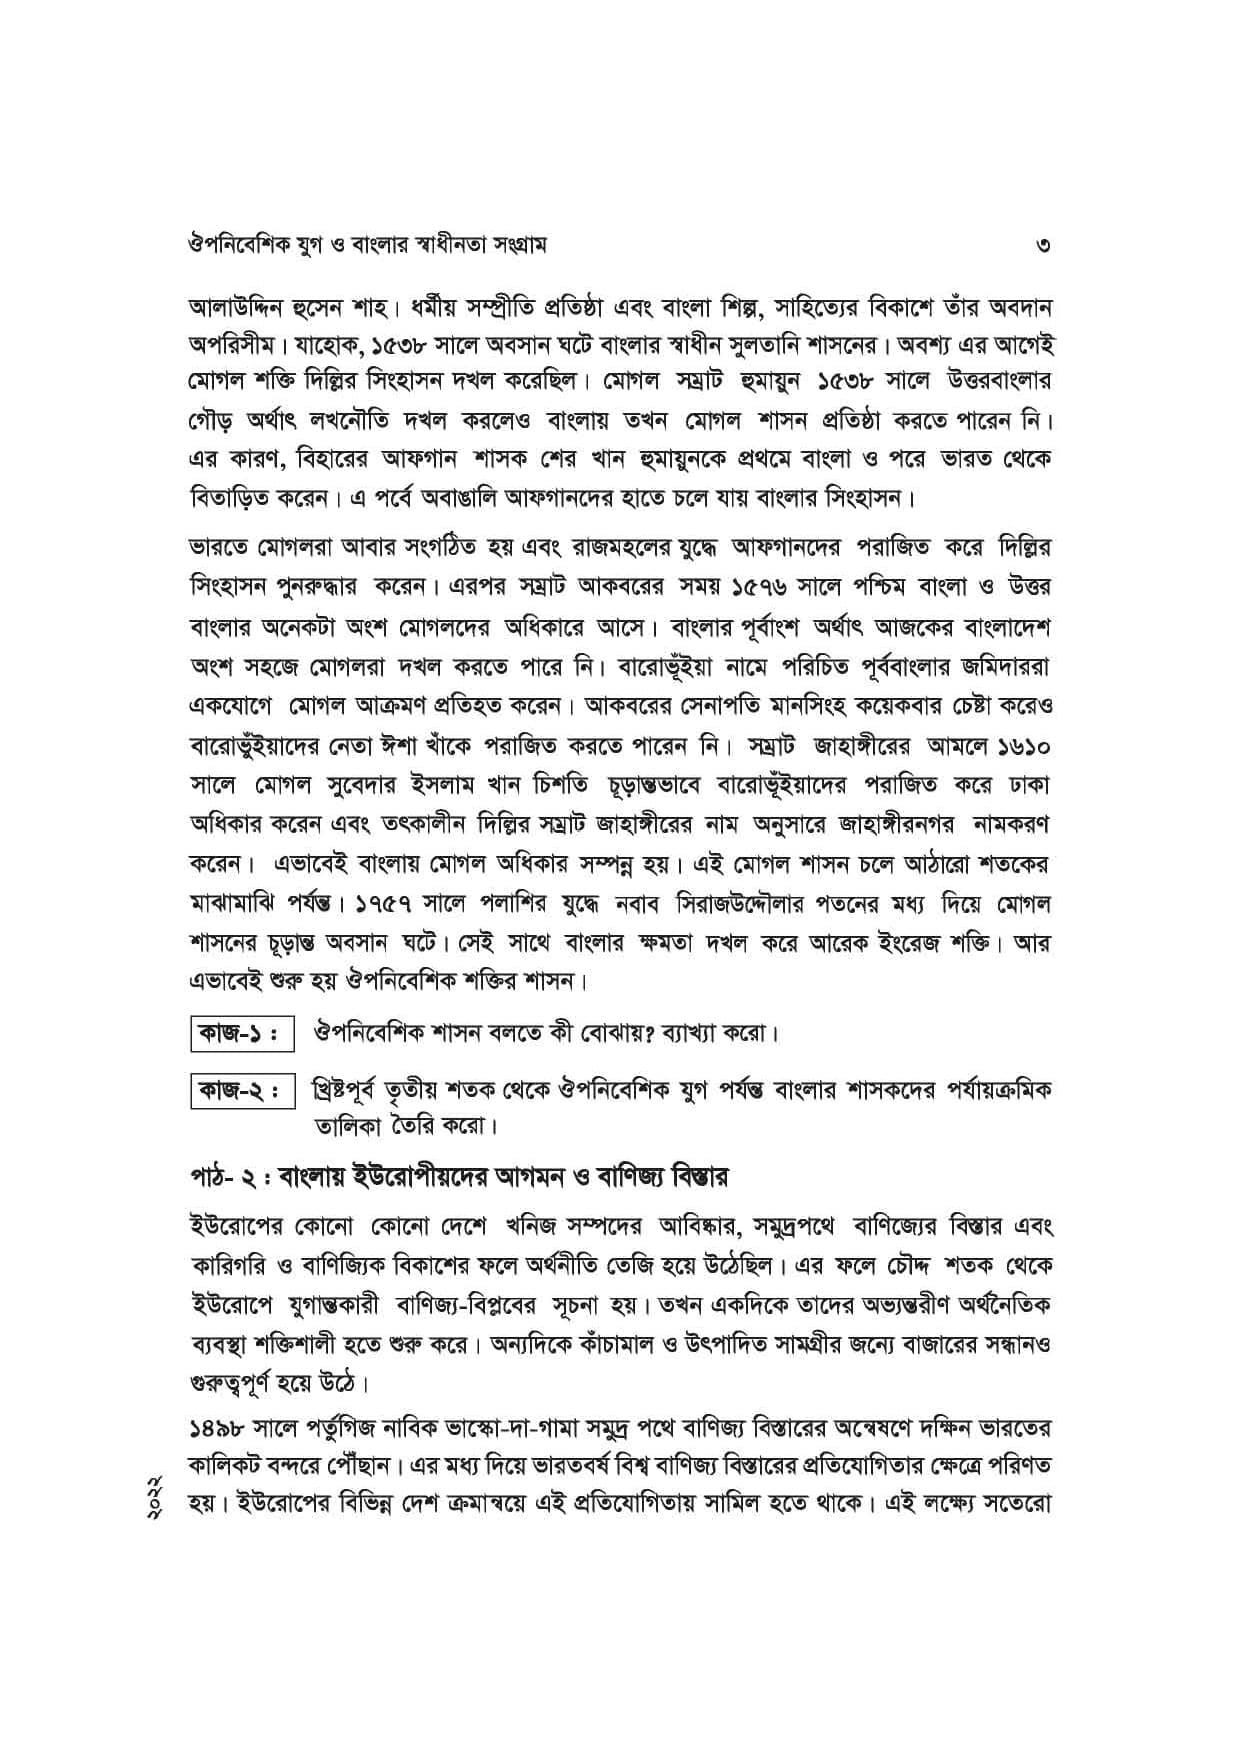 ঔপনিবেশিক যুগ ও বাংলার স্বাধীনতা সংগ্রাম ৩
আলাউদ্দিন হুসেন শাহ। ধর্মীয় সম্প্রীতি প্রতিষ্ঠা এবং বাংলা শিল্প, সাহিত্যের বিকাশে তাঁর অবদান
অপরিসীম। যাহোক, ১৫৩৮ সালে অবসান ঘটে বাংলার স্বাধীন সুলতানি শাসনের। অবশ্য এর আগেই
মোগল শক্তি দিল্লির সিংহাসন দখল করেছিল। মোগল সম্রাট হুমায়ুন ১৫৩৮ সালে উত্তরবাংলার
গৌড় অর্থাৎ লখনৌতি দখল করলেও বাংলায় তখন মোগল শাসন প্রতিষ্ঠা করতে পারেন নি।
এর কারণ, বিহারের আফগান শাসক শের খান হুমায়ুনকে প্রথমে বাংলা ও পরে ভারত থেকে
বিতাড়িত করেন। এ পর্বে অবাঙালি আফগানদের হাতে চলে যায় বাংলার সিংহাসন।
ভারতে মোগলরা আবার সংগঠিত হয় এবং রাজমহলের যুদ্ধে আফগানদের পরাজিত করে দিল্লির
সিংহাসন পুনরুদ্ধার করেন। এরপর সম্রাট আকবরের সময় ১৫৭৬ সালে পশ্চিম বাংলা ও উত্তর
বাংলার অনেকটা অংশ মোগলদের অধিকারে আসে। বাংলার পূর্বাংশ অর্থাৎ আজকের বাংলাদেশ
অংশ সহজে মোগলরা দখল করতে পারে নি। বারোভূঁইয়া নামে পরিচিত পূর্ববাংলার জমিদাররা
একযোগে মোগল আক্রমণ প্রতিহত করেন। আকবরের সেনাপতি মানসিংহ কয়েকবার চেষ্টা করেও
বারোভুঁইয়াদের নেতা ঈশা খাঁকে পরাজিত করতে পারেন নি। সম্রাট জাহাঙ্গীরের আমলে ১৬১০
সালে মোগল সুবেদার ইসলাম খান চিশতি চূড়ান্তভাবে বারোভূঁইয়াদের পরাজিত করে ঢাকা
অধিকার করেন এবং তৎকালীন দিল্লির সম্রাট জাহাঙ্গীরের নাম অনুসারে জাহাঙ্গীরনগর নামকরণ
করেন। এভাবেই বাংলায় মোগল অধিকার সম্পন্ন হয়। এই মোগল শাসন চলে আঠারো শতকের
মাঝামাঝি পর্যন্ত। ১৭৫৭ সালে পলাশির যুদ্ধে নবাব সিরাজউদ্দৌলার পতনের মধ্য দিয়ে মোগল
শাসনের চূড়ান্ত অবসান ঘটে। সেই সাথে বাংলার ক্ষমতা দখল করে আরেক ইংরেজ শক্তি। আর
এভাবেই শুরু হয় ঔপনিবেশিক শক্তির শাসন।
কাজ-১ : ঔপনিবেশিক শাসন বলতে কী বোঝায়? ব্যাখ্যা করো।
কাজ-২ : খ্রিষ্টপূর্ব তৃতীয় শতক থেকে ঔপনিবেশিক যুগ পর্যন্ত বাংলার শাসকদের পর্যায়ক্রমিক
তালিকা তৈরি করো।
পাঠ- ২ : বাংলায় ইউরোপীয়দের আগমন ও বাণিজ্য বিস্তার
ইউরোপের কোনো কোনো দেশে খনিজ সম্পদের আবিষ্কার, সমুদ্রপথে বাণিজ্যের বিস্তার এবং
কারিগরি ও বাণিজ্যিক বিকাশের ফলে অর্থনীতি তেজি হয়ে উঠেছিল। এর ফলে চৌদ্দ শতক থেকে
ইউরোপে যুগান্তকারী বাণিজ্য-বিপ্লবের সূচনা হয়। তখন একদিকে তাদের অভ্যন্তরীণ অর্থনৈতিক
ব্যবস্থা শক্তিশালী হতে শুরু করে। অন্যদিকে কাঁচামাল ও উৎপাদিত সামগ্রীর জন্যে বাজারের সন্ধানও
গুরুত্বপূর্ণ হয়ে উঠে।
১৪৯৮ সালে পর্তুগিজ নাবিক ভাস্কো-দা-গামা সমুদ্র পথে বাণিজ্য বিস্তারের অন্বেষণে দক্ষিন ভারতের
কালিকট বন্দরে পৌঁছান। এর মধ্য দিয়ে ভারতবর্ষ বিশ্ব বাণিজ্য বিস্তারের প্রতিযোগিতার ক্ষেত্রে পরিণত
হয়। ইউরোপের বিভিন্ন দেশ ক্রমান্বয়ে এই প্রতিযোগিতায় সামিল হতে থাকে। এই লক্ষ্যে সতেরো
২০২২